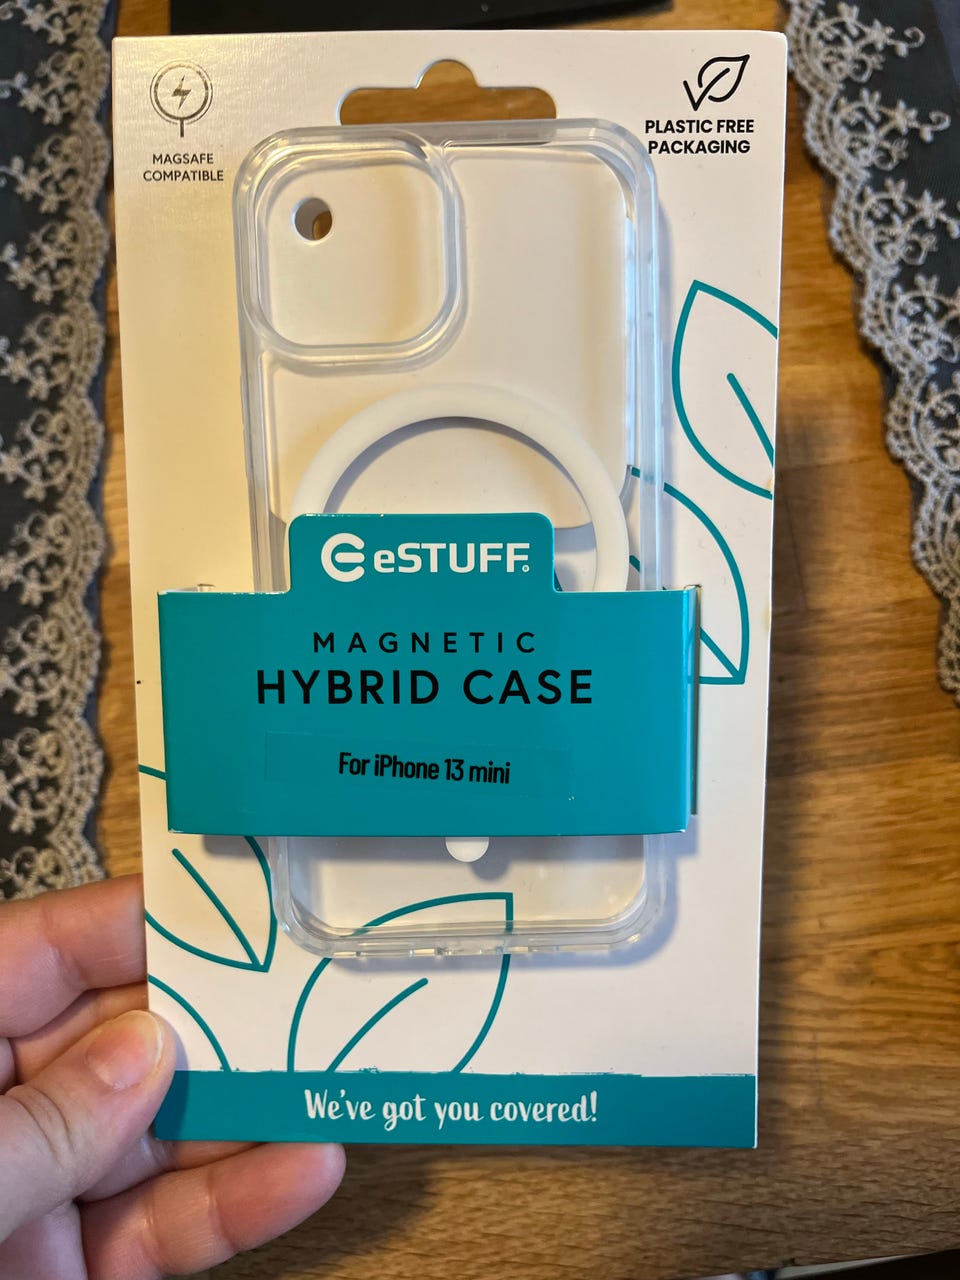 MAGSAFE
COMPATIBLE
PLASTIC FREE
PACKAGING
eSTUFF
MAGNETIC
HYBRID CASE
For iPhone 13 mini
We've got you covered!